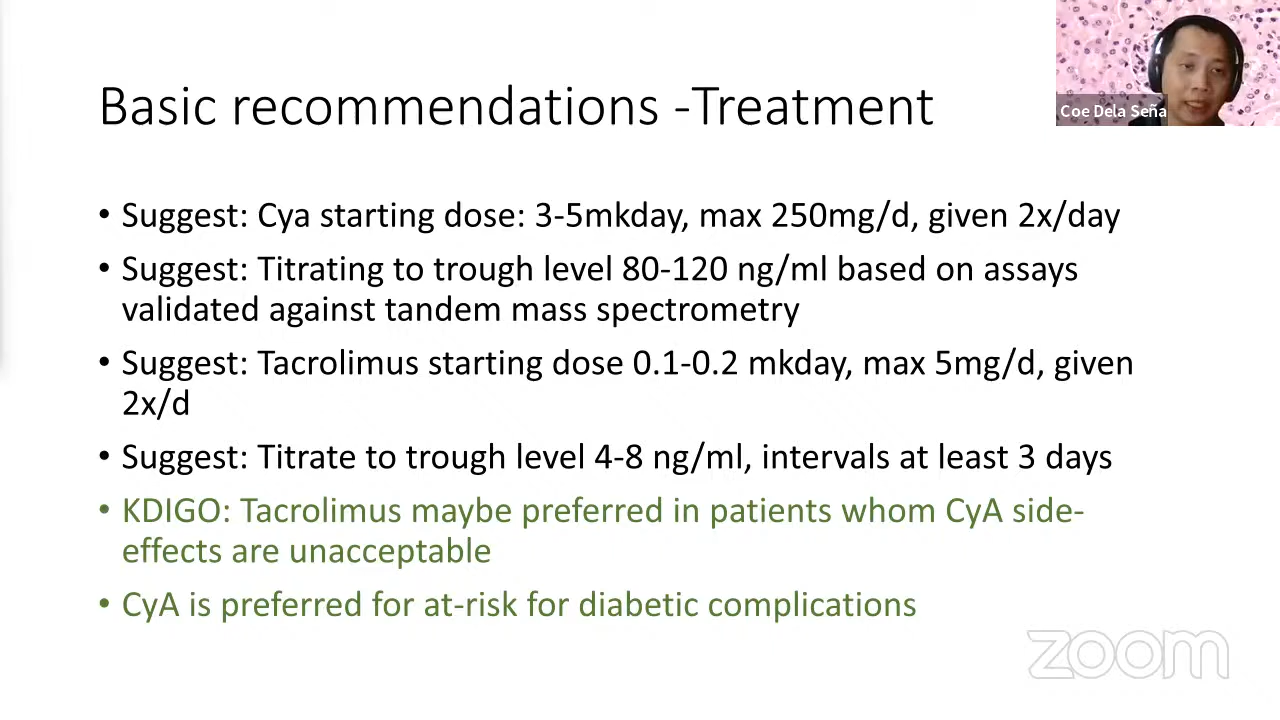 Basic recommendations -Treatment
Coe Dela Seña
• Suggest: Cya starting dose: 3-5mkday, max 250mg/d, given 2x/day
• Suggest: Titrating to trough level 80-120 ng/ml based on assays
validated against tandem mass spectrometry
• Suggest: Tacrolimus starting dose 0.1-0.2 mkday, max 5mg/d, given
2x/d
• Suggest: Titrate to trough level 4-8 ng/ml, intervals at least 3 days
• KDIGO: Tacrolimus maybe preferred in patients whom CyA side-
effects are unacceptable
• CyA is preferred for at-risk for diabetic complications
zoom